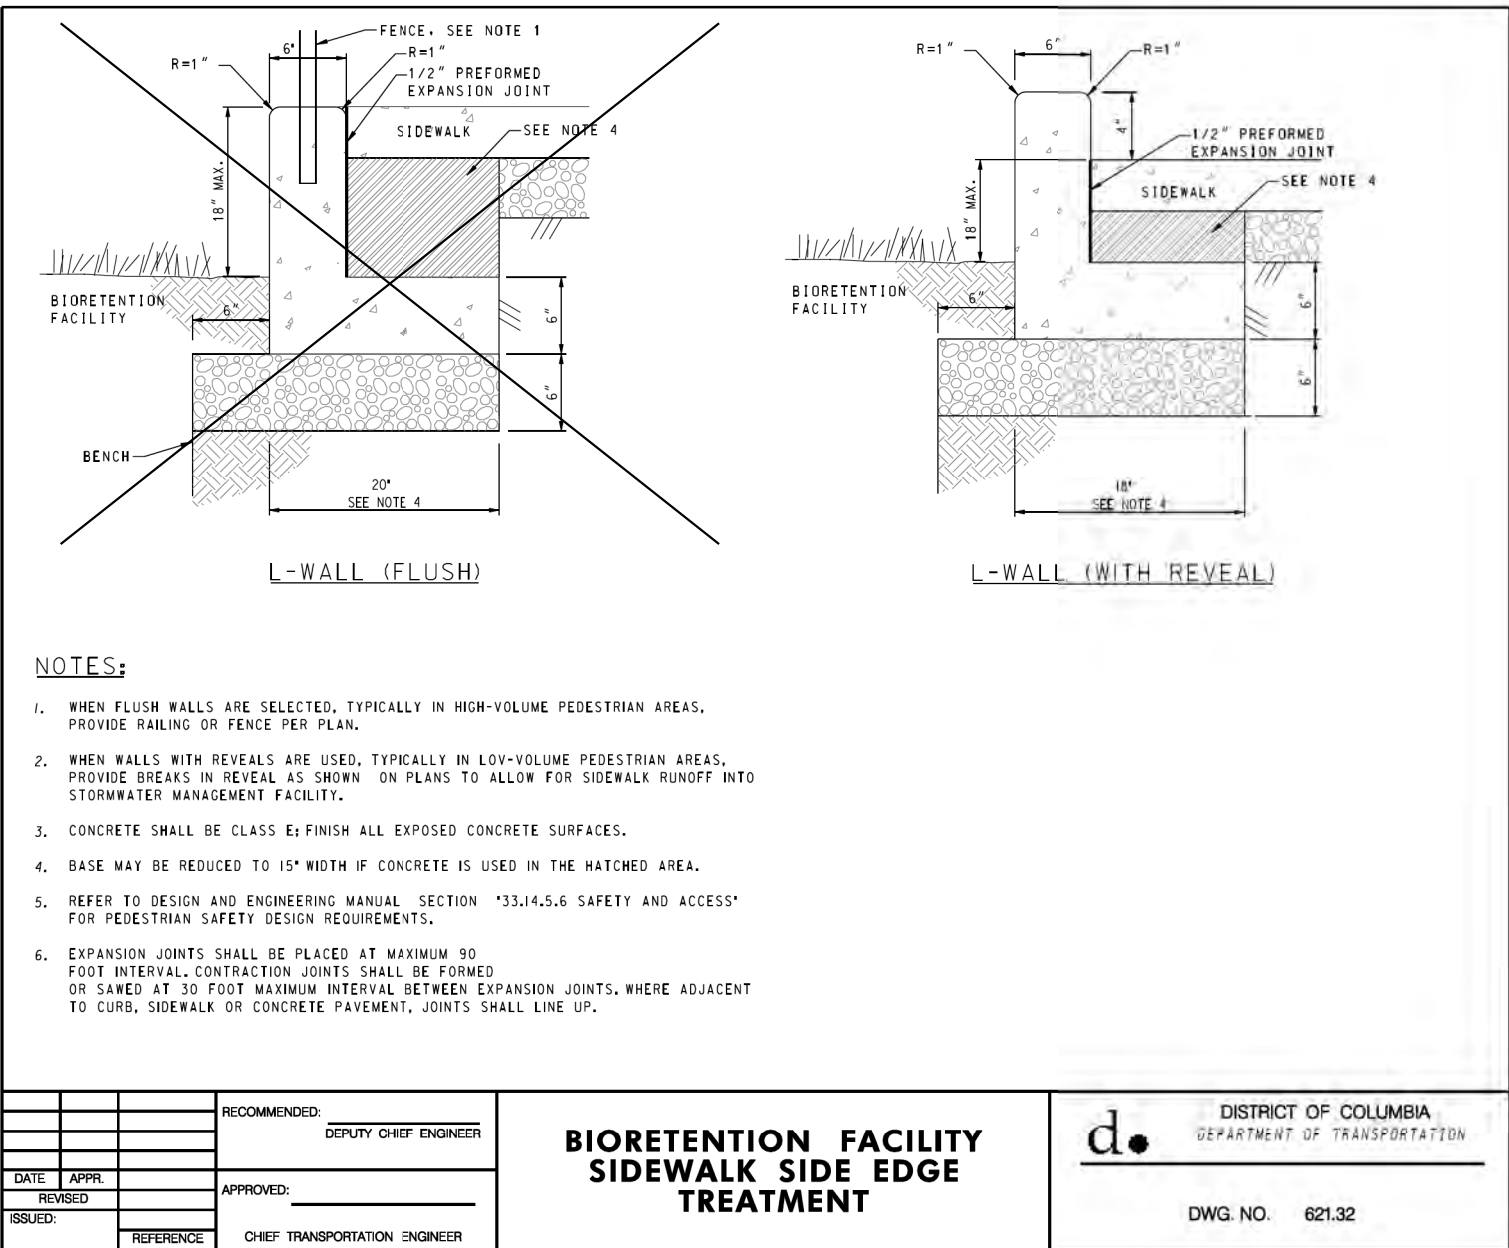 FENCE, SEE NOTE 1
6"
R=1"
R=1"
1/2" PREFORMED
EXPANSION JOINT
SIDEWALK
SEE NOTE 4
18" MAX.
BIORETENTION
FACILITY
6"
6"
6"
BENCH
20"
SEE NOTE 4
L-WALL (FLUSH)
R=1"
6"
R=1"
4"
1/2" PREFORMED
EXPANSION JOINT
SEE NOTE 4
SIDEWALK
18" MAX.
BIORETENTION
FACILITY
6"
6"
6"
18"
SEE NOTE 4
L-WALL (WITH REVEAL)
NOTES:
1. WHEN FLUSH WALLS ARE SELECTED, TYPICALLY IN HIGH-VOLUME PEDESTRIAN AREAS,
PROVIDE RAILING OR FENCE PER PLAN.
2. WHEN WALLS WITH REVEALS ARE USED, TYPICALLY IN LOV-VOLUME PEDESTRIAN AREAS,
PROVIDE BREAKS IN REVEAL AS SHOWN ON PLANS TO ALLOW FOR SIDEWALK RUNOFF INTO
STORMWATER MANAGEMENT FACILITY.
3. CONCRETE SHALL BE CLASS E; FINISH ALL EXPOSED CONCRETE SURFACES.
4. BASE MAY BE REDUCED TO 15" WIDTH IF CONCRETE IS USED IN THE HATCHED AREA.
5. REFER TO DESIGN AND ENGINEERING MANUAL SECTION "33.14.5.6 SAFETY AND ACCESS"
FOR PEDESTRIAN SAFETY DESIGN REQUIREMENTS.
6. EXPANSION JOINTS SHALL BE PLACED AT MAXIMUM 90
FOOT INTERVAL. CONTRACTION JOINTS SHALL BE FORMED
OR SAWED AT 30 FOOT MAXIMUM INTERVAL BETWEEN EXPANSION JOINTS. WHERE ADJACENT
TO CURB, SIDEWALK OR CONCRETE PAVEMENT, JOINTS SHALL LINE UP.
DATE APPR.
REVISED
ISSUED:
REFERENCE
RECOMMENDED:
DEPUTY CHIEF ENGINEER
APPROVED:
CHIEF TRANSPORTATION ENGINEER
BIORETENTION FACILITY
SIDEWALK SIDE EDGE
TREATMENT
d.
DISTRICT OF COLUMBIA
DEPARTMENT OF TRANSPORTATION
DWG. NO. 621.32